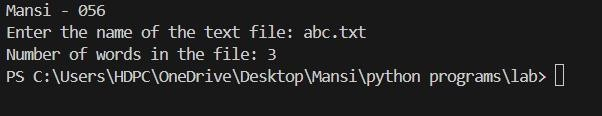 Mansi - 056
Enter the name of the text file: abc.txt
Number of words in the file: 3
PS C:\Users\HDPC\OneDrive\Desktop\Mansi\python programs\lab>